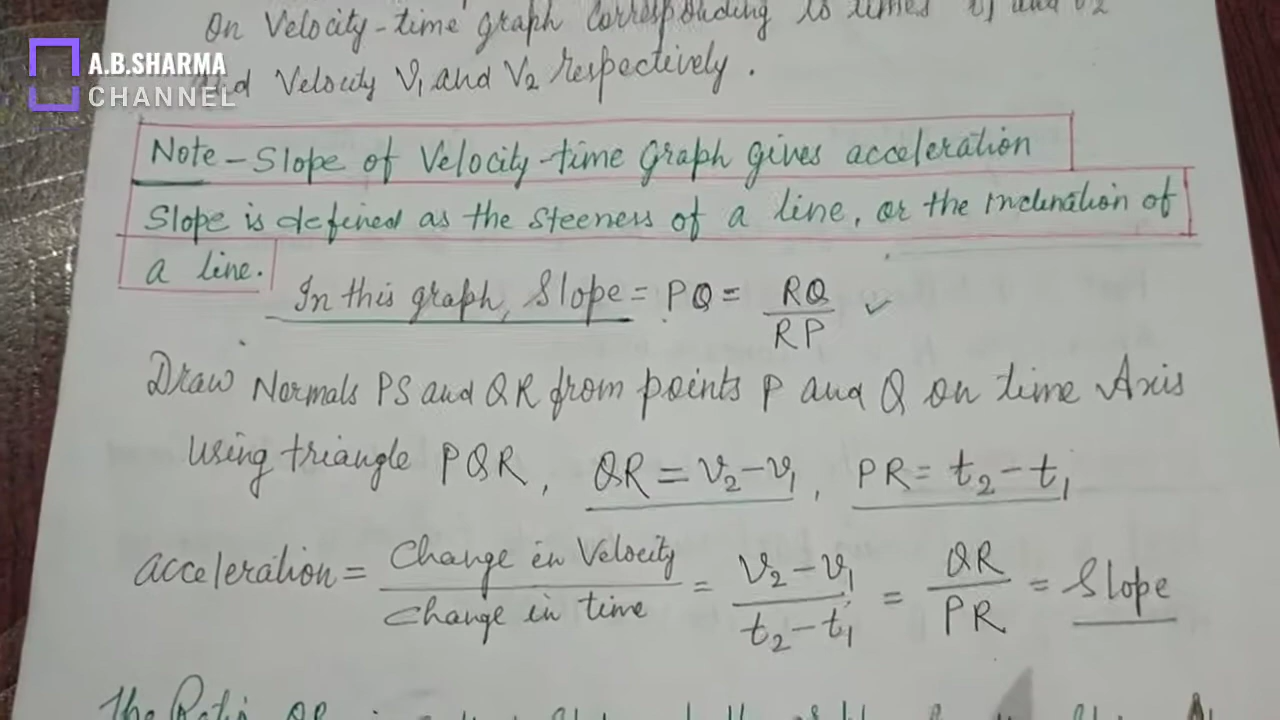 On Velocity-time graph Corresponding to times t1 and t2
A.B.SHARMA
CHANNEL
and Velocity V1 and V2 respectively.
Note - Slope of Velocity-time Graph gives acceleration
Slope is defined as the steeness of a line, or the inclination of
a line.
In this graph, Slope = PQ = RQ/RP ✓
Draw Normals PS and QR from points P and Q on time Axis
using triangle PQR, QR = v2-v1, PR = t2-t1
acceleration = Change in Velocity/Change in time = v2-v1/t2-t1 = QR/PR = Slope
The Ratio QR